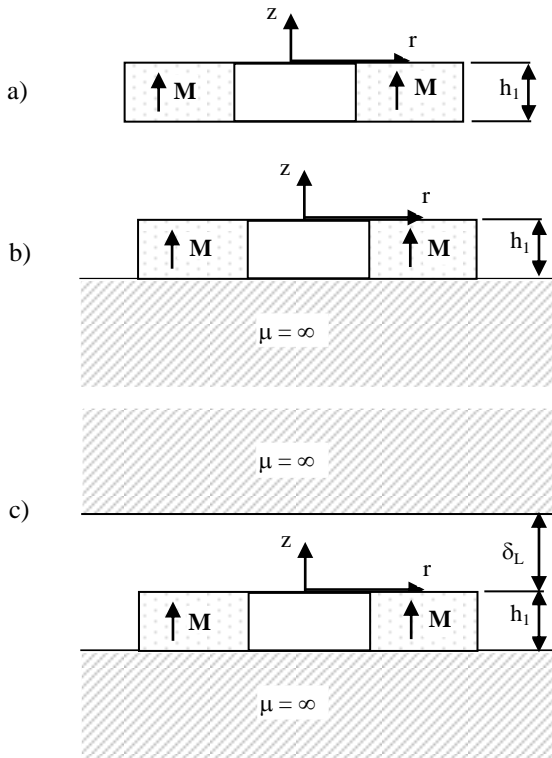 z
r
a)
M
M
h₁
z
r
b)
M
M
h₁
μ = ∞
μ = ∞
c)
z
r
δL
M
M
h₁
μ = ∞